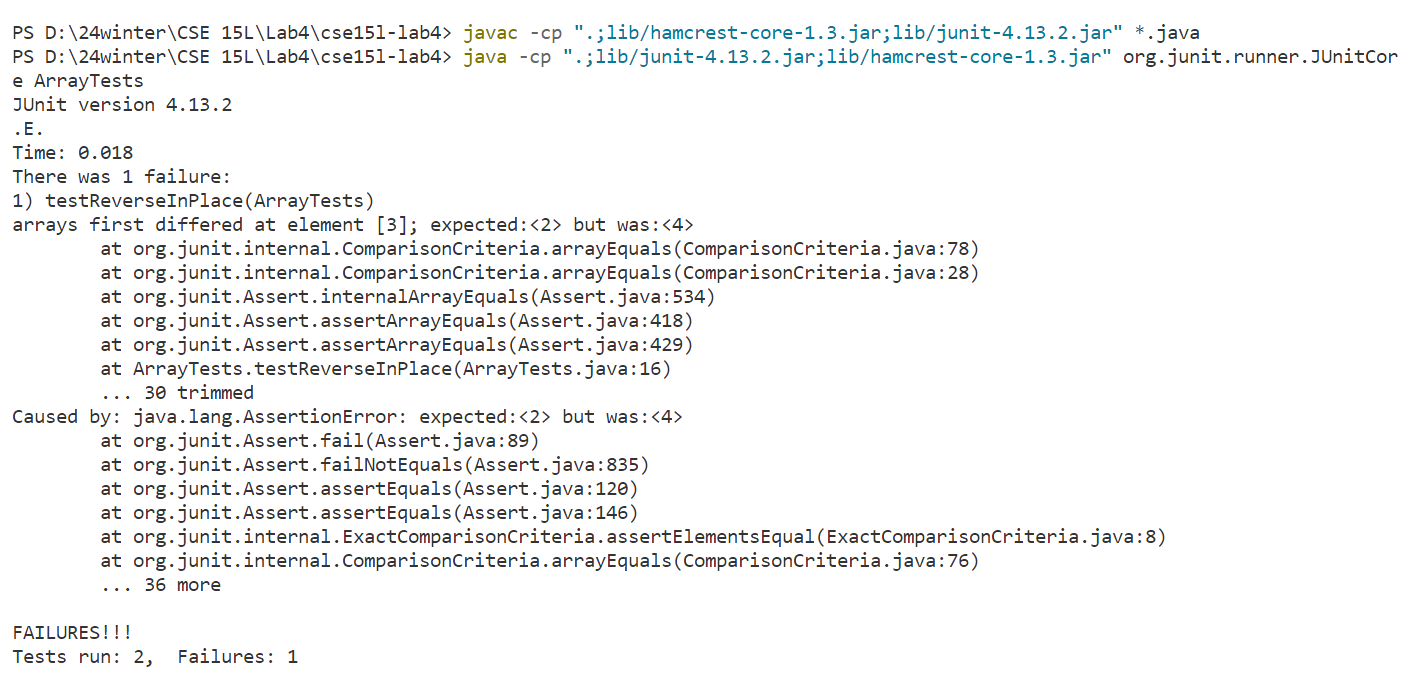 PS D:\24winter\CSE 15L\Lab4\cse15l-lab4> javac -cp ".;lib/hamcrest-core-1.3.jar;lib/junit-4.13.2.jar" *.java
PS D:\24winter\CSE 15L\Lab4\cse15l-lab4> java -cp ".;lib/junit-4.13.2.jar;lib/hamcrest-core-1.3.jar" org.junit.runner.JUnitCor
e ArrayTests
JUnit version 4.13.2
.E.
Time: 0.018
There was 1 failure:
1) testReverseInPlace(ArrayTests)
arrays first differed at element [3]; expected:<2> but was:<4>
        at org.junit.internal.ComparisonCriteria.arrayEquals(ComparisonCriteria.java:78)
        at org.junit.internal.ComparisonCriteria.arrayEquals(ComparisonCriteria.java:28)
        at org.junit.Assert.internalArrayEquals(Assert.java:534)
        at org.junit.Assert.assertArrayEquals(Assert.java:418)
        at org.junit.Assert.assertArrayEquals(Assert.java:429)
        at ArrayTests.testReverseInPlace(ArrayTests.java:16)
        ... 30 trimmed
Caused by: java.lang.AssertionError: expected:<2> but was:<4>
        at org.junit.Assert.fail(Assert.java:89)
        at org.junit.Assert.failNotEquals(Assert.java:835)
        at org.junit.Assert.assertEquals(Assert.java:120)
        at org.junit.Assert.assertEquals(Assert.java:146)
        at org.junit.internal.ExactComparisonCriteria.assertElementsEqual(ExactComparisonCriteria.java:8)
        at org.junit.internal.ComparisonCriteria.arrayEquals(ComparisonCriteria.java:76)
        ... 36 more

FAILURES!!!
Tests run: 2,  Failures: 1